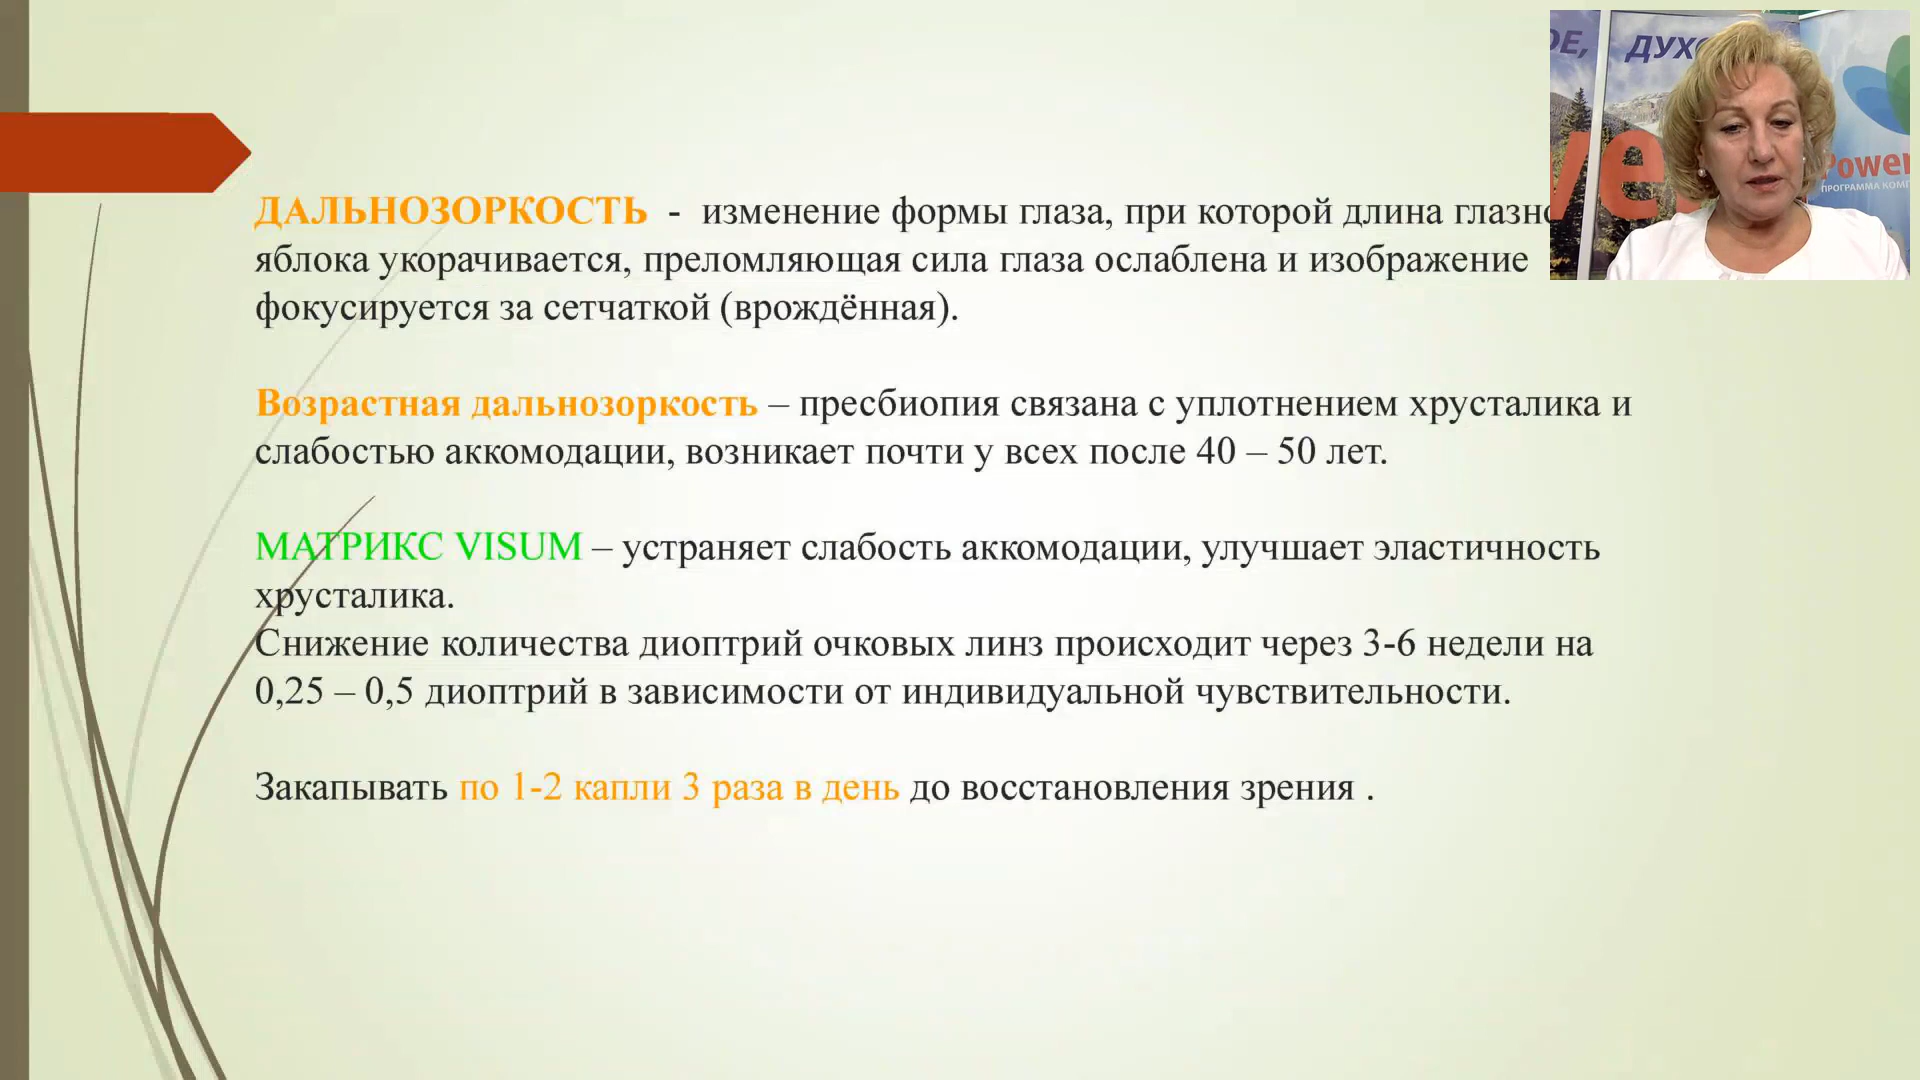 ДАЛЬНОЗОРКОСТЬ - изменение формы глаза, при которой длина
яблока укорачивается, преломляющая сила глаза ослаблена и изображение
фокусируется за сетчаткой (врождённая).
Возрастная дальнозоркость – пресбиопия связана с уплотнением хрусталика и
слабостью аккомодации, возникает почти у всех после 40 – 50 лет.
МАТРИКС VISUM – устраняет слабость аккомодации, улучшает эластичность
хрусталика.
Снижение количества диоптрий очковых линз происходит через 3-6 недели на
0,25 – 0,5 диоптрий в зависимости от индивидуальной чувствительности.
Закапывать по 1-2 капли 3 раза в день до восстановления зрения .
Power
ПРОГРАММА